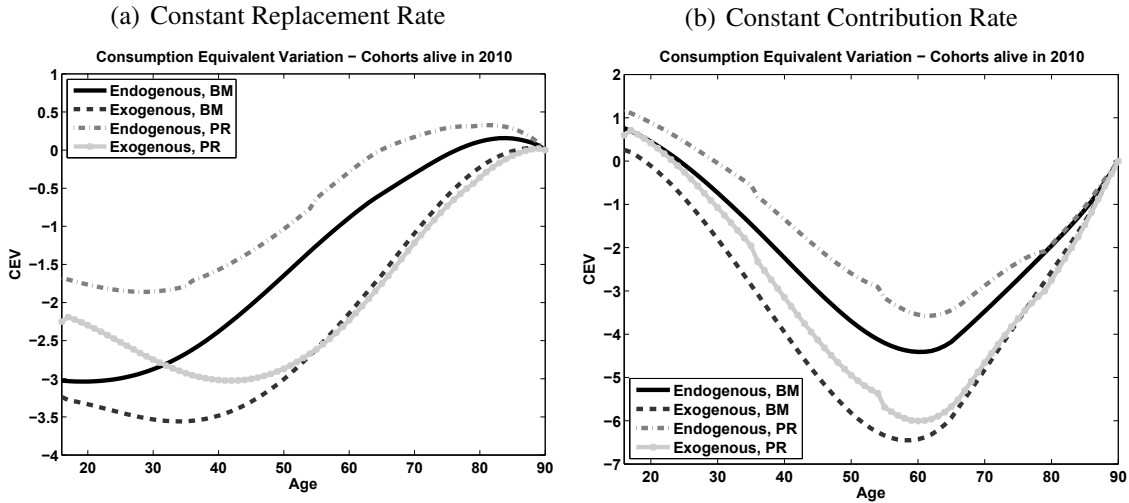 (a) Constant Replacement Rate
Consumption Equivalent Variation − Cohorts alive in 2010
1
0.5
0
−0.5
−1
−1.5
−2
−2.5
−3
−3.5
−4
CEV
Endogenous, BM
Exogenous, BM
Endogenous, PR
Exogenous, PR
20 30 40 50 60 70 80 90
Age
(b) Constant Contribution Rate
Consumption Equivalent Variation − Cohorts alive in 2010
2
1
0
−1
−2
−3
−4
−5
−6
−7
CEV
Endogenous, BM
Exogenous, BM
Endogenous, PR
Exogenous, PR
20 30 40 50 60 70 80 90
Age